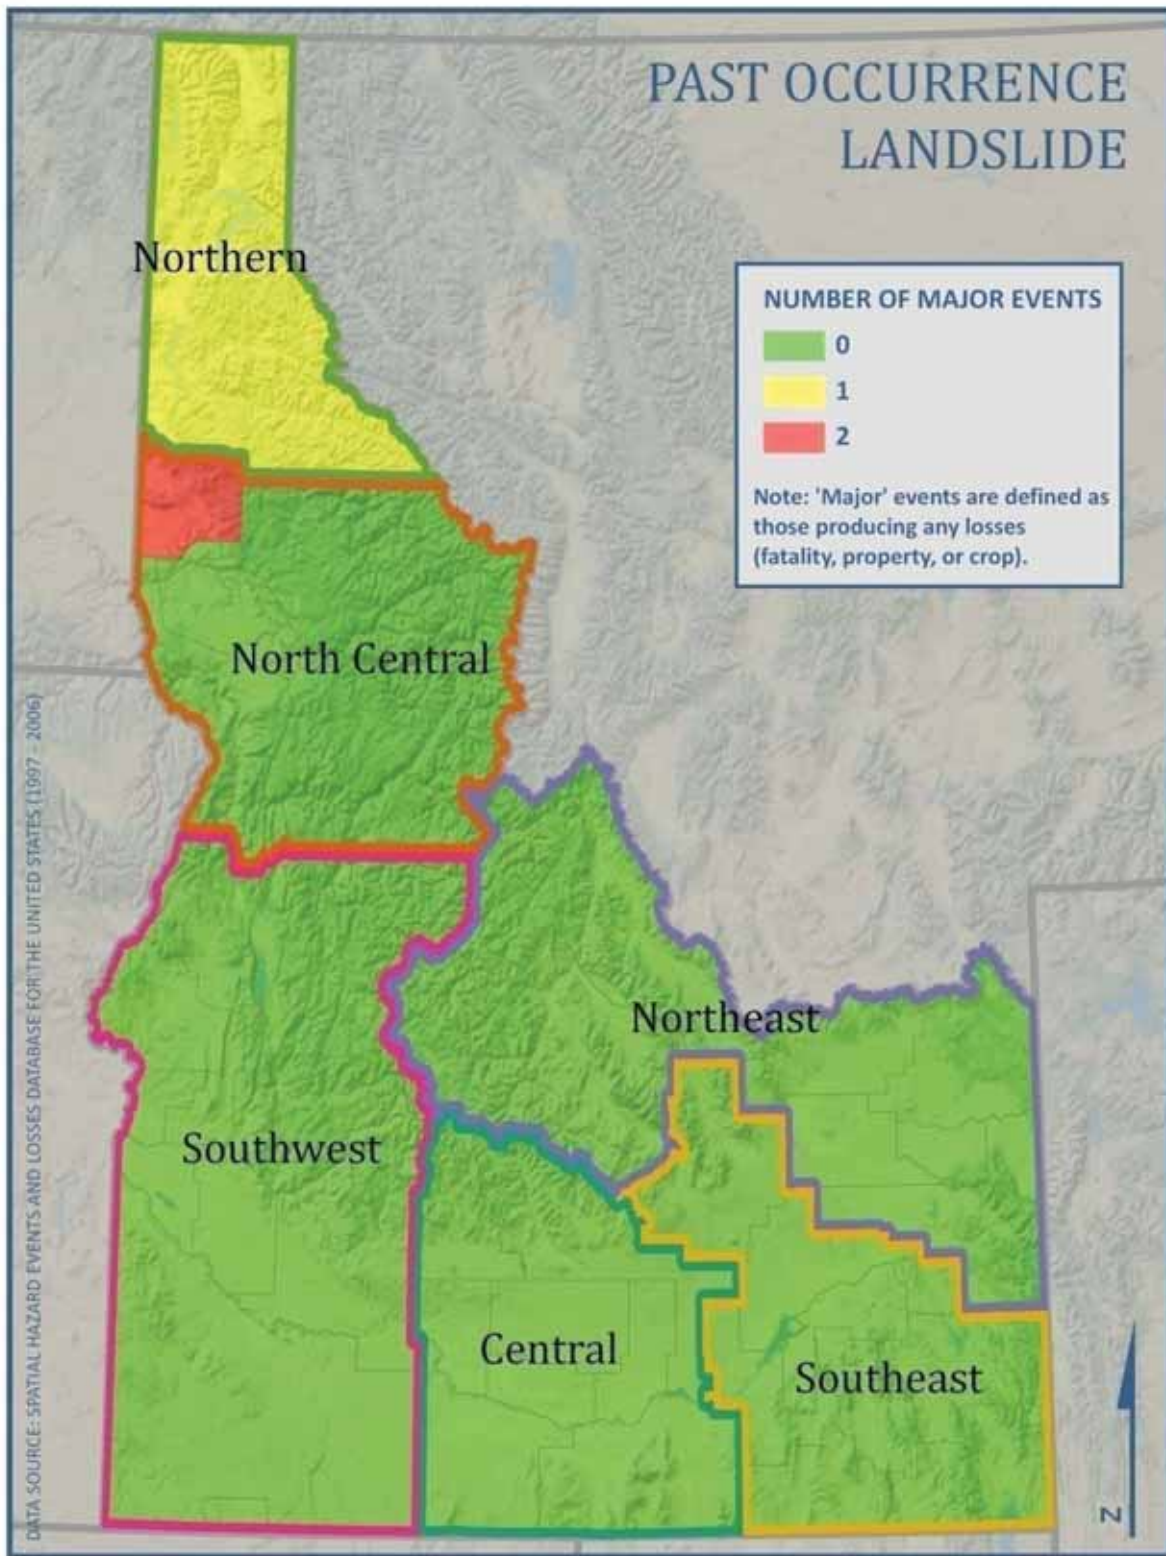 PAST OCCURRENCE
LANDSLIDE
Northern
NUMBER OF MAJOR EVENTS
0
1
2
Note: 'Major' events are defined as
those producing any losses
(fatality, property, or crop).
North Central
Northeast
Southwest
Central
Southeast
N
DATA SOURCE: SPATIAL HAZARD EVENTS AND LOSSES DATABASE FOR THE UNITED STATES (1997 - 2006)